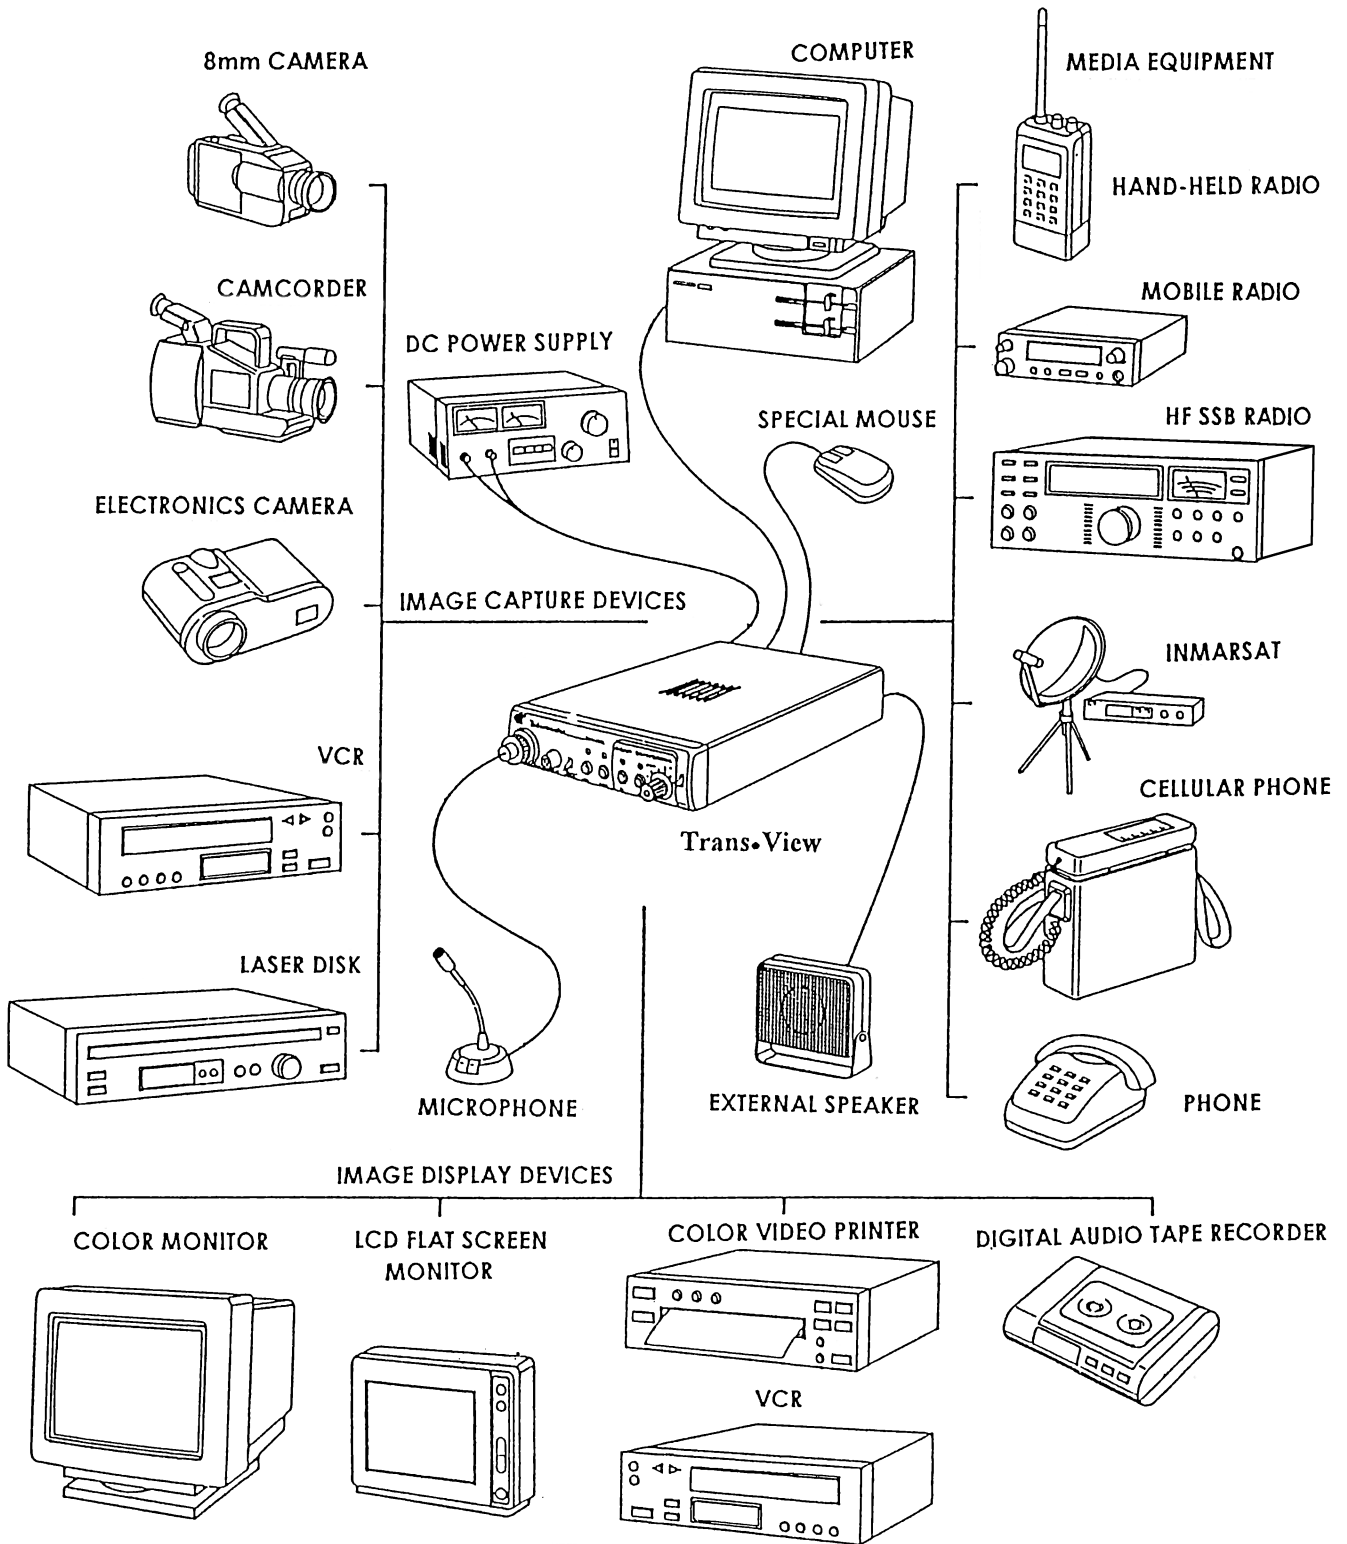 8mm CAMERA
COMPUTER
MEDIA EQUIPMENT
HAND-HELD RADIO
CAMCORDER
MOBILE RADIO
DC POWER SUPPLY
SPECIAL MOUSE
HF SSB RADIO
ELECTRONICS CAMERA
IMAGE CAPTURE DEVICES
INMARSAT
VCR
CELLULAR PHONE
Trans•View
LASER DISK
MICROPHONE
EXTERNAL SPEAKER
PHONE
IMAGE DISPLAY DEVICES
COLOR MONITOR
LCD FLAT SCREEN
MONITOR
COLOR VIDEO PRINTER
DIGITAL AUDIO TAPE RECORDER
VCR